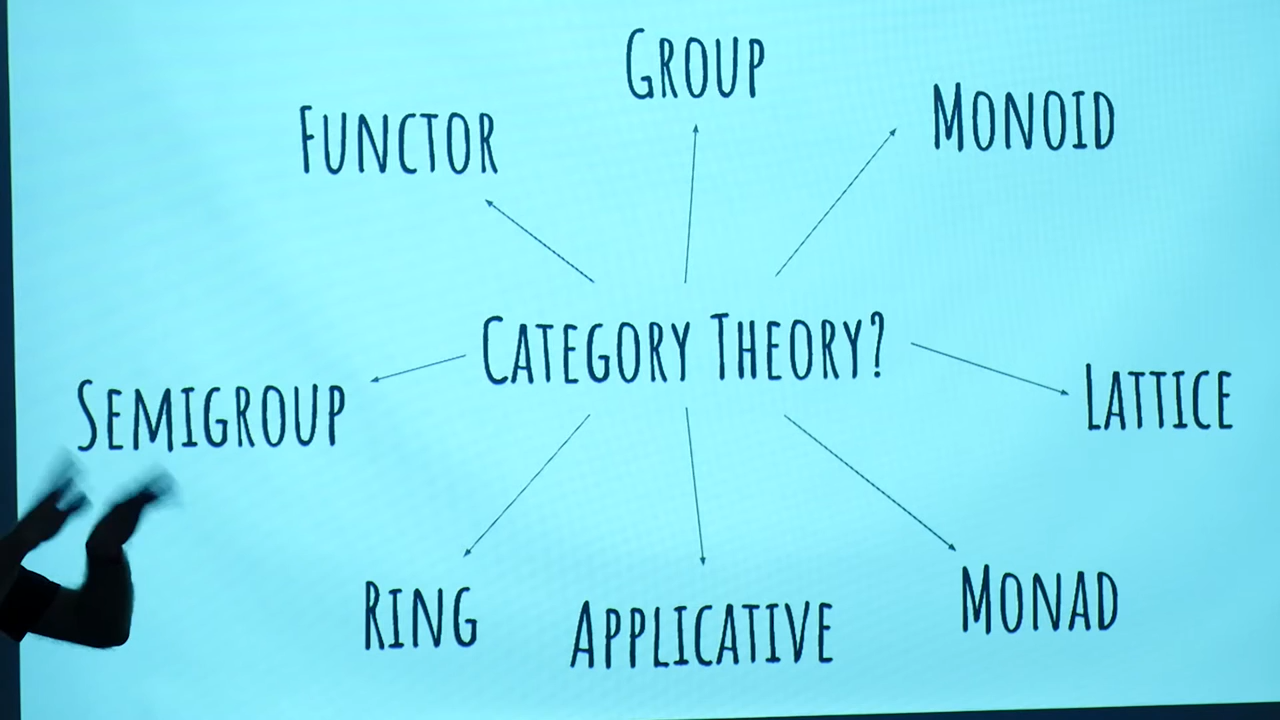 Group
Functor
Monoid
Category Theory?
Semigroup
Lattice
Ring
Applicative
Monad